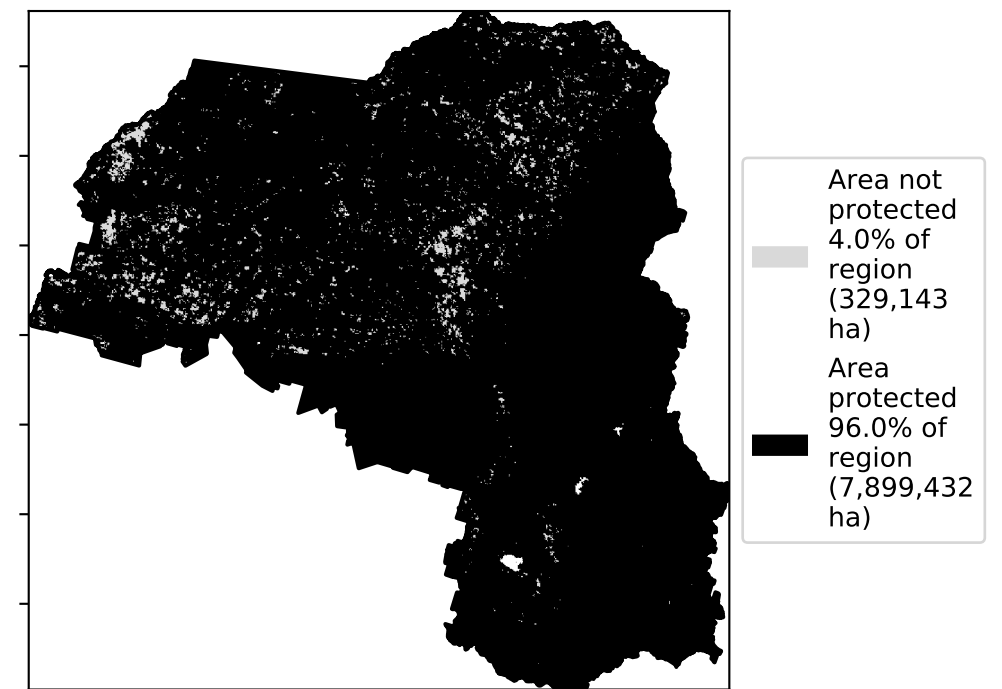 Area not
protected
4.0% of
region
(329,143
ha)
Area
protected
96.0% of
region
(7,899,432
ha)